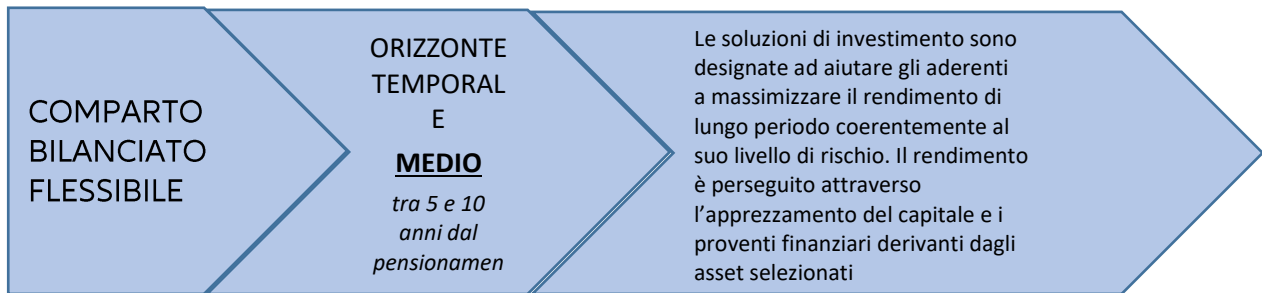 COMPARTO
BILANCIATO
FLESSIBILE
ORIZZONTE
TEMPORAL
E
MEDIO
tra 5 e 10
anni dal
pensionamen
Le soluzioni di investimento sono
designate ad aiutare gli aderenti
a massimizzare il rendimento di
lungo periodo coerentemente al
suo livello di rischio. Il rendimento
è perseguito attraverso
l’apprezzamento del capitale e i
proventi finanziari derivanti dagli
asset selezionati